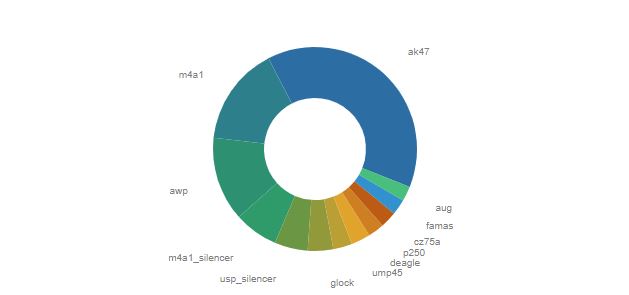 ak47
m4a1
awp
aug
famas
cz75a
p250
deagle
ump45
glock
usp_silencer
m4a1_silencer